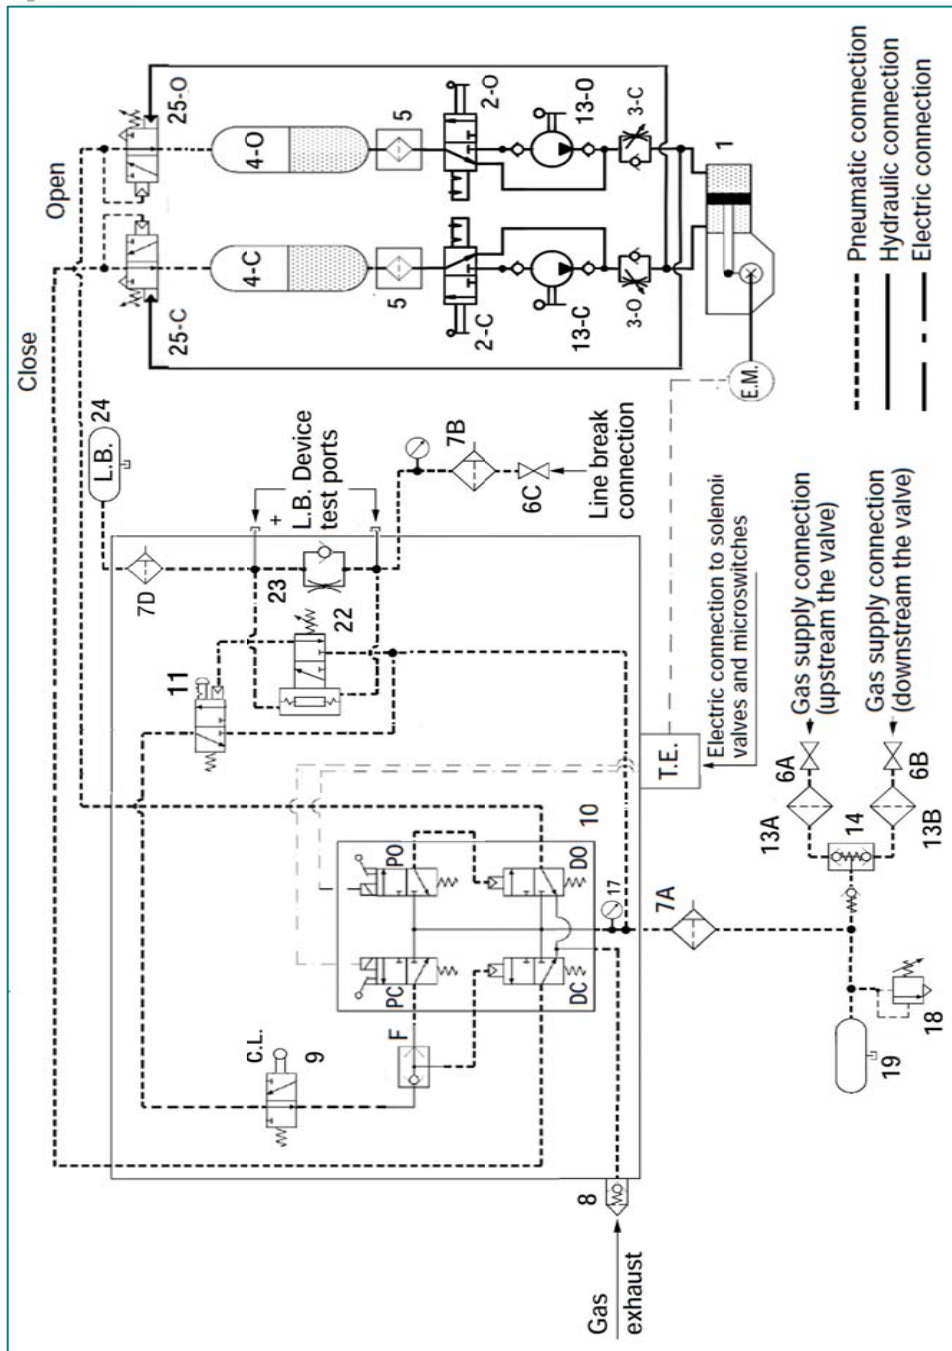 Open
Close
25-O
25-C
4-O
4-C
5
5
2-O
2-C
13-O
13-C
3-C
3-O
1
E.M.
L.B.
24
7D
+
L.B. Device
test ports
23
22
7B
6C
Line break
connection
11
C.L.
9
F
PC
PO
DC
DO
10
17
T.E.
Electric connection to solenoi
valves and microswitches
7A
8
Gas
exhaust
13A
6A
Gas supply connection
(upstream the valve)
14
13B
6B
Gas supply connection
(downstream the valve)
18
19
Pneumatic connection
Hydraulic connection
Electric connection